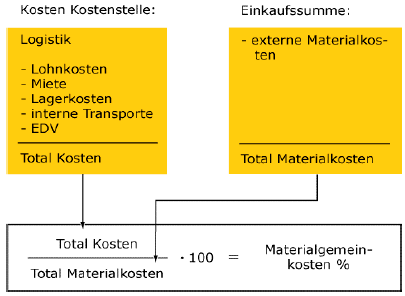 Kosten Kostenstelle:
Logistik
- Lohnkosten
- Miete
- Lagerkosten
- interne Transporte
- EDV
Total Kosten
Einkaufssumme:
- externe Materialkos-
ten
Total Materialkosten
Total Kosten
Total Materialkosten
· 100 =
Materialgemein-
kosten %